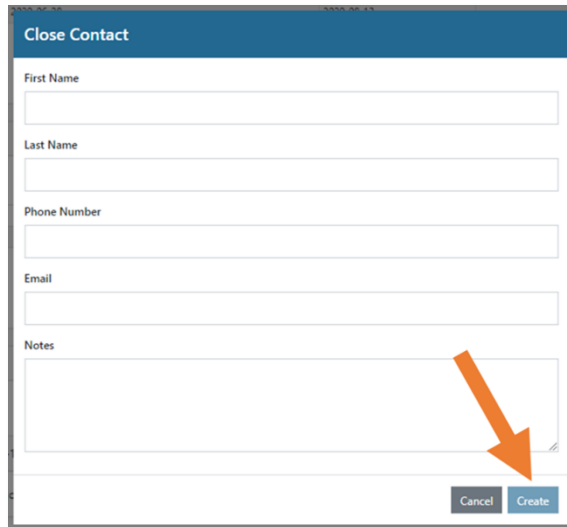 Close Contact
First Name
Last Name
Phone Number
Email
Notes
Cancel Create